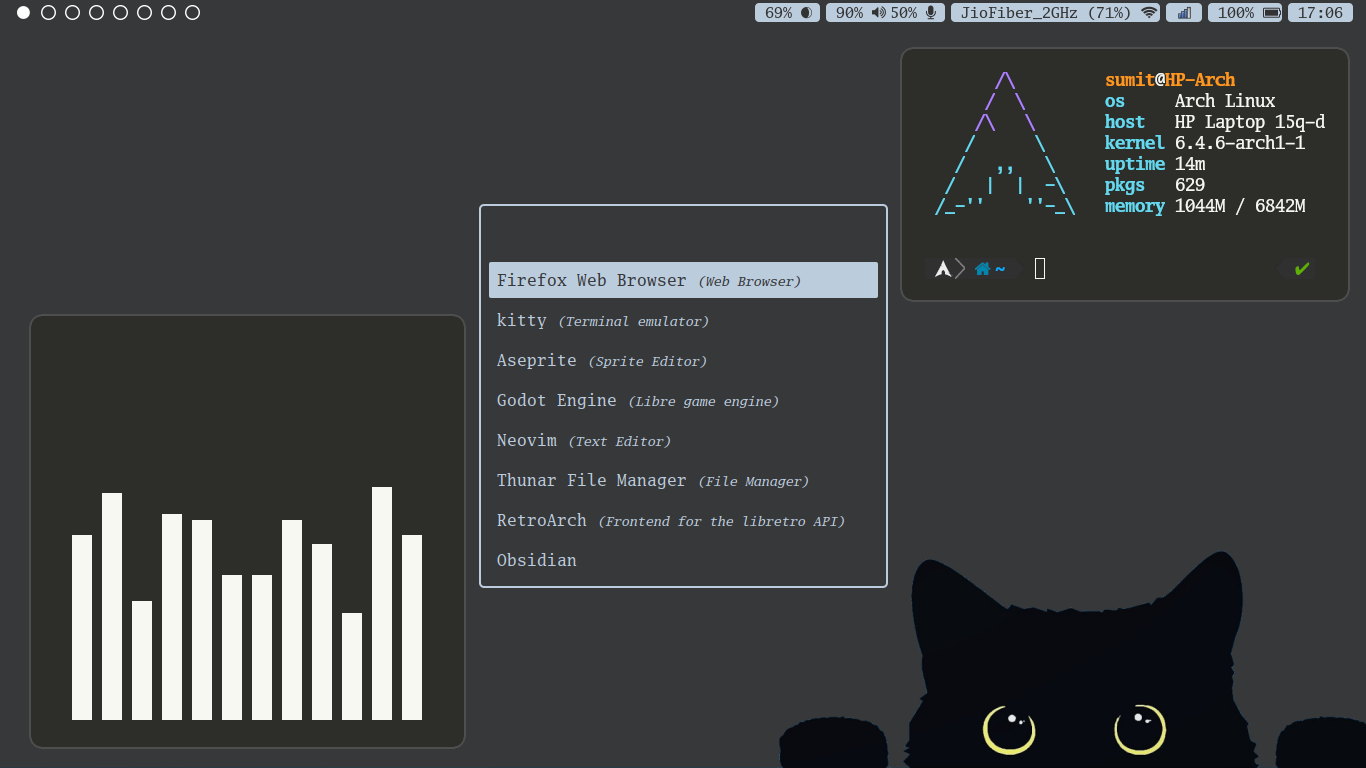 69% 90% 50% JioFiber_2GHz (71%) 100% 17:06
sumit@HP-Arch
os Arch Linux
host HP Laptop 15q-d
kernel 6.4.6-arch1-1
uptime 14m
pkgs 629
memory 1044M / 6842M
~
Firefox Web Browser (Web Browser)
kitty (Terminal emulator)
Aseprite (Sprite Editor)
Godot Engine (Libre game engine)
Neovim (Text Editor)
Thunar File Manager (File Manager)
RetroArch (Frontend for the libretro API)
Obsidian